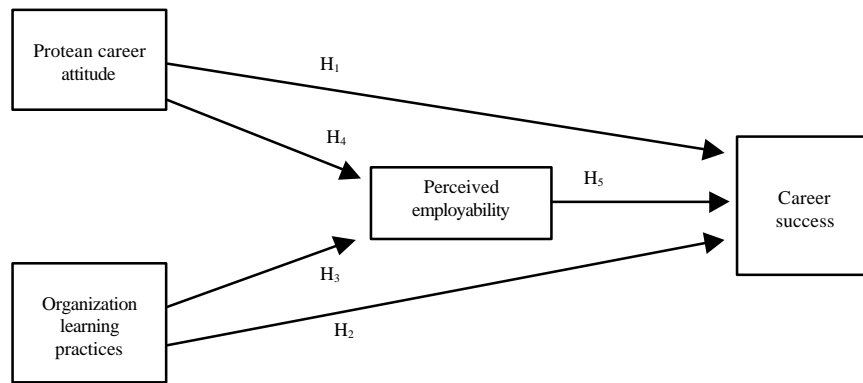 Protean career
attitude
H₁
H₄
Perceived
employability
H₅
Career
success
H₃
Organization
learning
practices
H₂